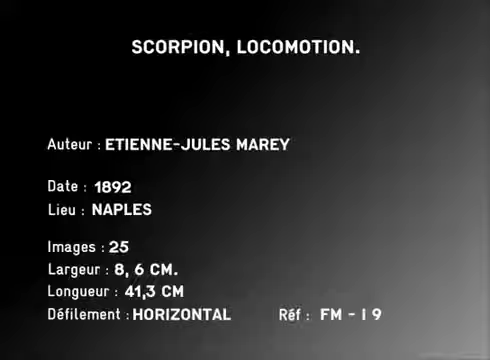 SCORPION, LOCOMOTION.
Auteur : ETIENNE-JULES MAREY
Date : 1892
Lieu : NAPLES
Images : 25
Largeur : 8, 6 CM.
Longueur : 41,3 CM
Défilement : HORIZONTAL Réf : FM - I 9